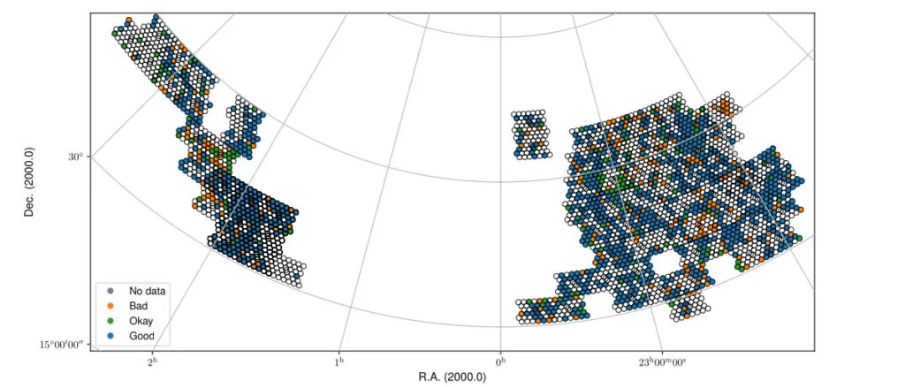 Dec. (2000.0)
30°
15°00′00″
No data
Bad
Okay
Good
2ʰ
1ʰ
0ʰ
23ʰ00ᵐ00ˢ
R.A. (2000.0)